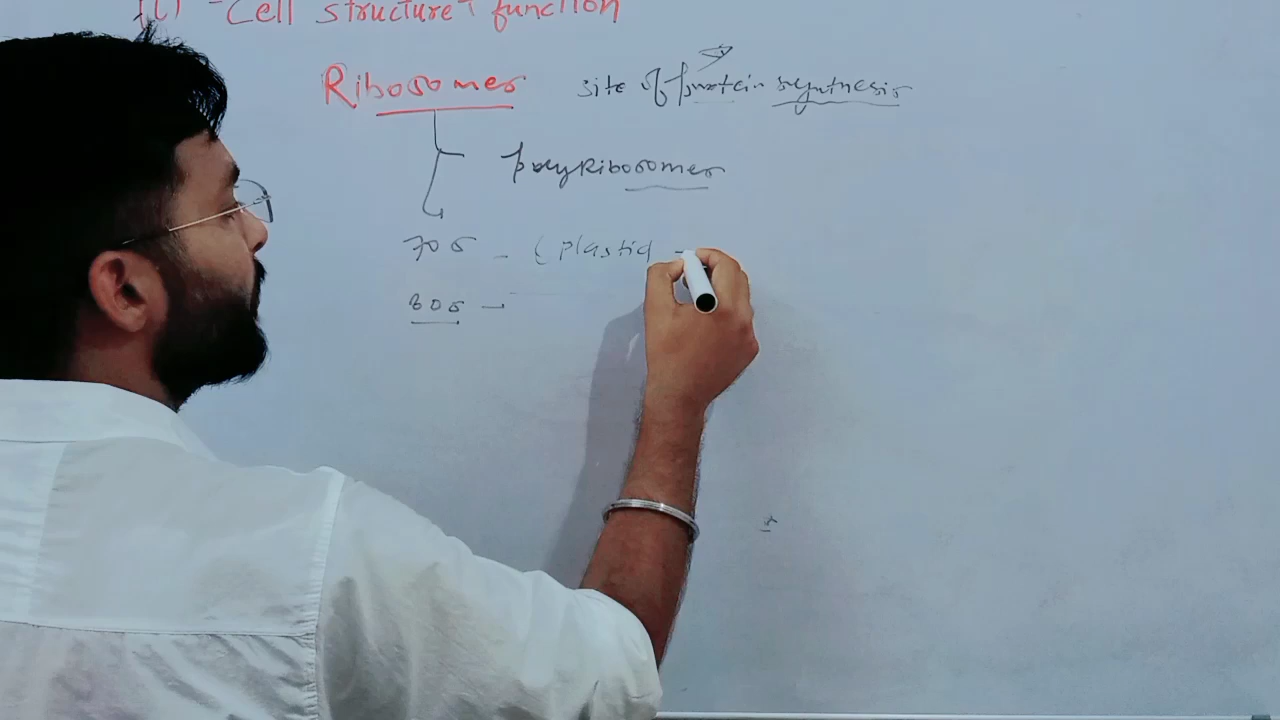 Cell structure & function
Ribosomes site of protein synthesis
polyRibosomes
70s - ( plastid -
80s -